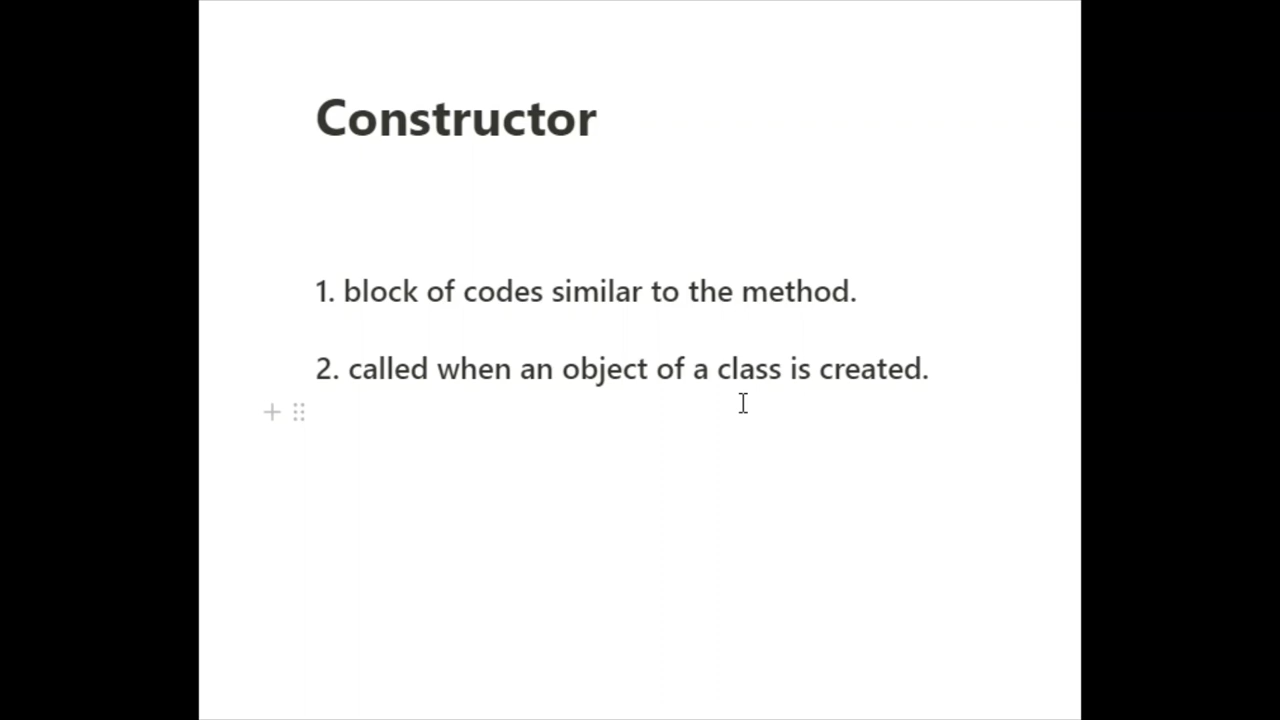 Constructor
1. block of codes similar to the method.
2. called when an object of a class is created.